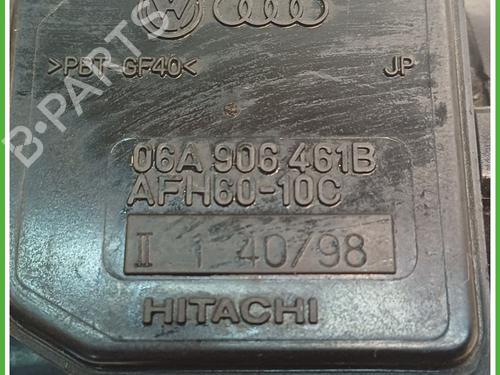 >PBT-GF40< JP
06A 906 461B
AFH60-10C
II 1 40/98
HITACHI
B-PARTS